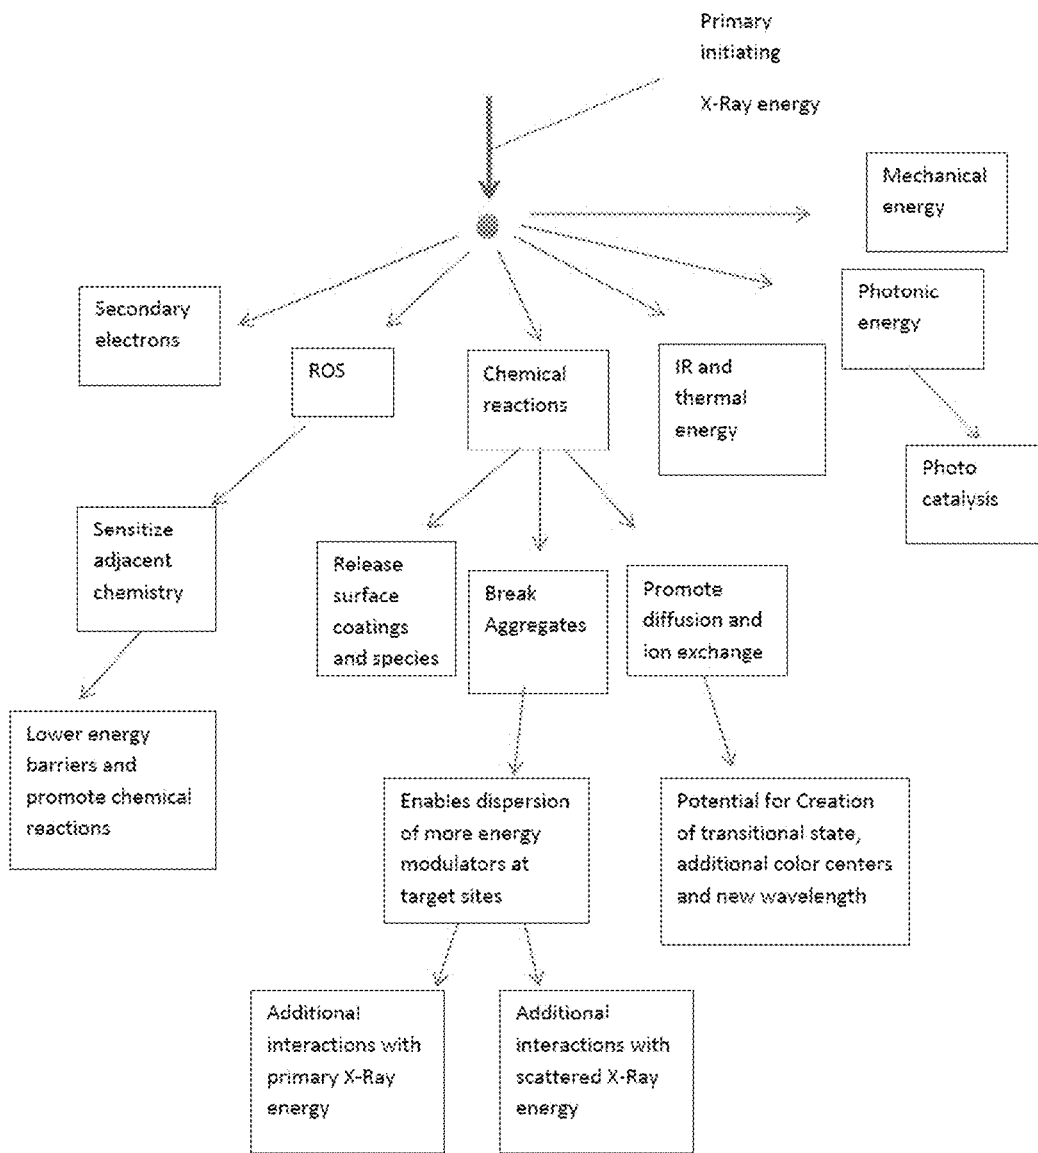 Primary
initiating
X-Ray energy
Mechanical
energy
Secondary
electrons
ROS
Chemical
reactions
IR and
thermal
energy
Photonic
energy
Photo
catalysis
Sensitize
adjacent
chemistry
Release
surface
coatings
and species
Break
Aggregates
Promote
diffusion and
ion exchange
Lower energy
barriers and
promote chemical
reactions
Enables dispersion
of more energy
modulators at
target sites
Potential for Creation
of transitional state,
additional color centers
and new wavelength
Additional
interactions with
primary X-Ray
energy
Additional
interactions with
scattered X-Ray
energy